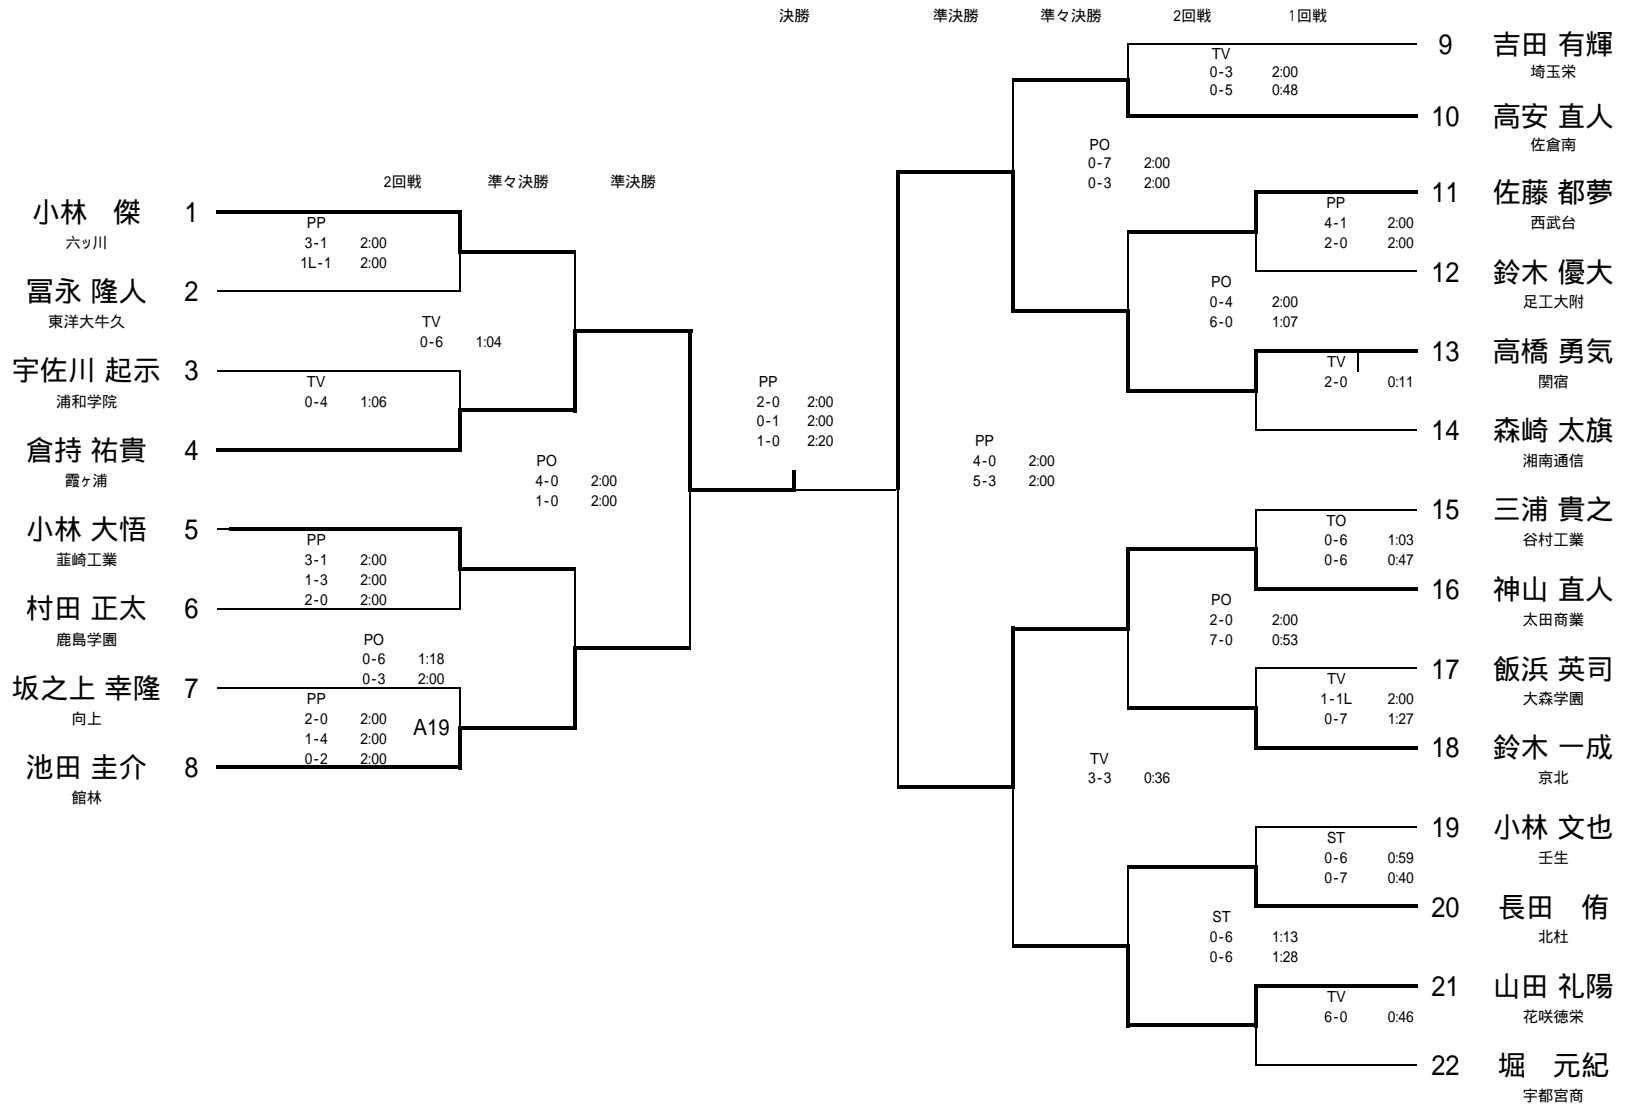 決勝 準決勝 準々決勝 2回戦 1回戦
2回戦 準々決勝 準決勝
小林 傑 1
六ッ川
PP
3-1 2:00
1L-1 2:00
冨永 隆人 2
東洋大牛久
TV
0-6 1:04
宇佐川 起示 3
浦和学院
TV
0-4 1:06
倉持 祐貴 4
霞ヶ浦
PO
4-0 2:00
1-0 2:00
小林 大悟 5
韮崎工業
PP
3-1 2:00
1-3 2:00
2-0 2:00
村田 正太 6
鹿島学園
PO
0-6 1:18
0-3 2:00
坂之上 幸隆 7
向上
PP
2-0 2:00
1-4 2:00
0-2 2:00
A19
池田 圭介 8
館林
PP
2-0 2:00
0-1 2:00
1-0 2:20
PP
4-0 2:00
5-3 2:00
9 吉田 有輝
埼玉栄
TV
0-3 2:00
0-5 0:48
10 高安 直人
佐倉南
PO
0-7 2:00
0-3 2:00
11 佐藤 都夢
西武台
PP
4-1 2:00
2-0 2:00
12 鈴木 優大
足工大附
PO
0-4 2:00
6-0 1:07
13 高橋 勇気
関宿
TV
2-0 0:11
14 森崎 太旗
湘南通信
15 三浦 貴之
谷村工業
TO
0-6 1:03
0-6 0:47
16 神山 直人
太田商業
PO
2-0 2:00
7-0 0:53
17 飯浜 英司
大森学園
TV
1-1L 2:00
0-7 1:27
18 鈴木 一成
京北
TV
3-3 0:36
19 小林 文也
壬生
ST
0-6 0:59
0-7 0:40
20 長田 侑
北杜
ST
0-6 1:13
0-6 1:28
21 山田 礼陽
花咲徳栄
TV
6-0 0:46
22 堀 元紀
宇都宮商